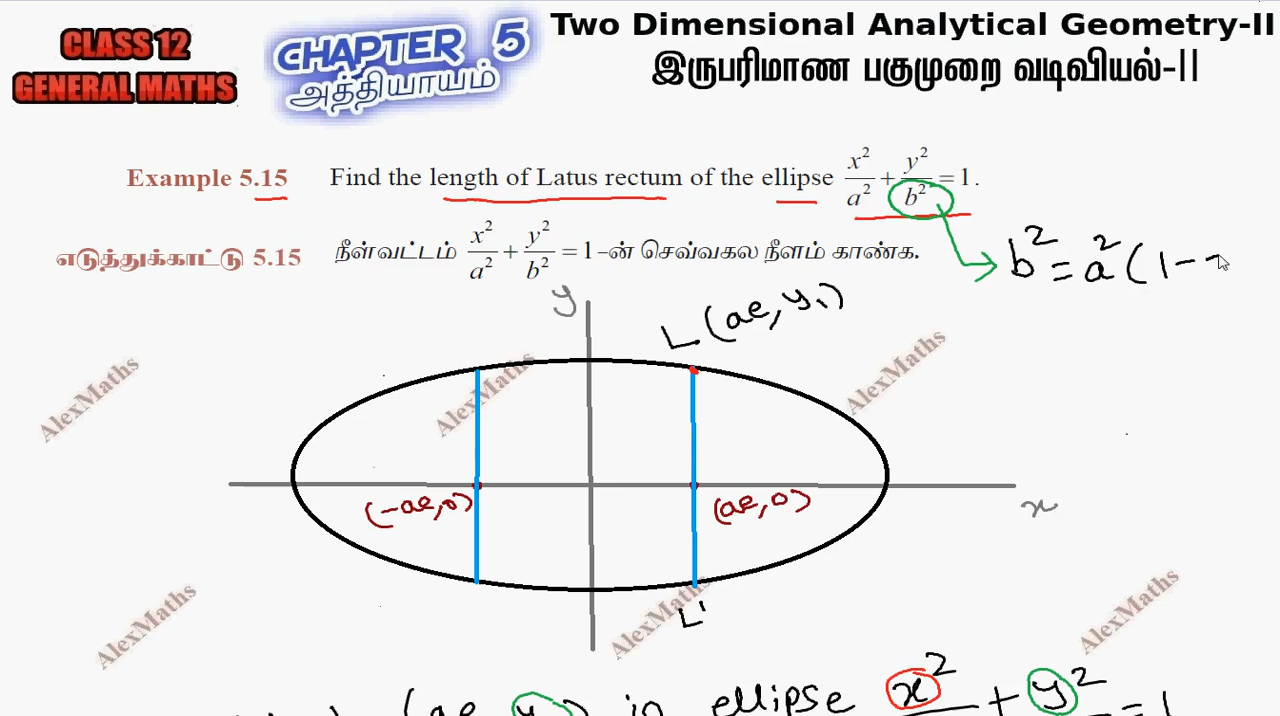 CLASS 12
GENERAL MATHS
CHAPTER 5
அத்தியாயம்
Two Dimensional Analytical Geometry-II
இருபரிமாண பகுமுறை வடிவியல்-II
Example 5.15 Find the length of Latus rectum of the ellipse x²/a² + y²/b² = 1.
எடுத்துக்காட்டு 5.15 நீள்வட்டம் x²/a² + y²/b² = 1-ன் செவ்வகல நீளம் காண்க.
b² = a² (1-
y
L (ae, y₁)
AlexMaths
AlexMaths
AlexMaths
(-ae,0)
(ae,0)
x
L'
AlexMaths
AlexMaths
AlexMaths
(ae, y₁) in ellipse x² + y² = 1